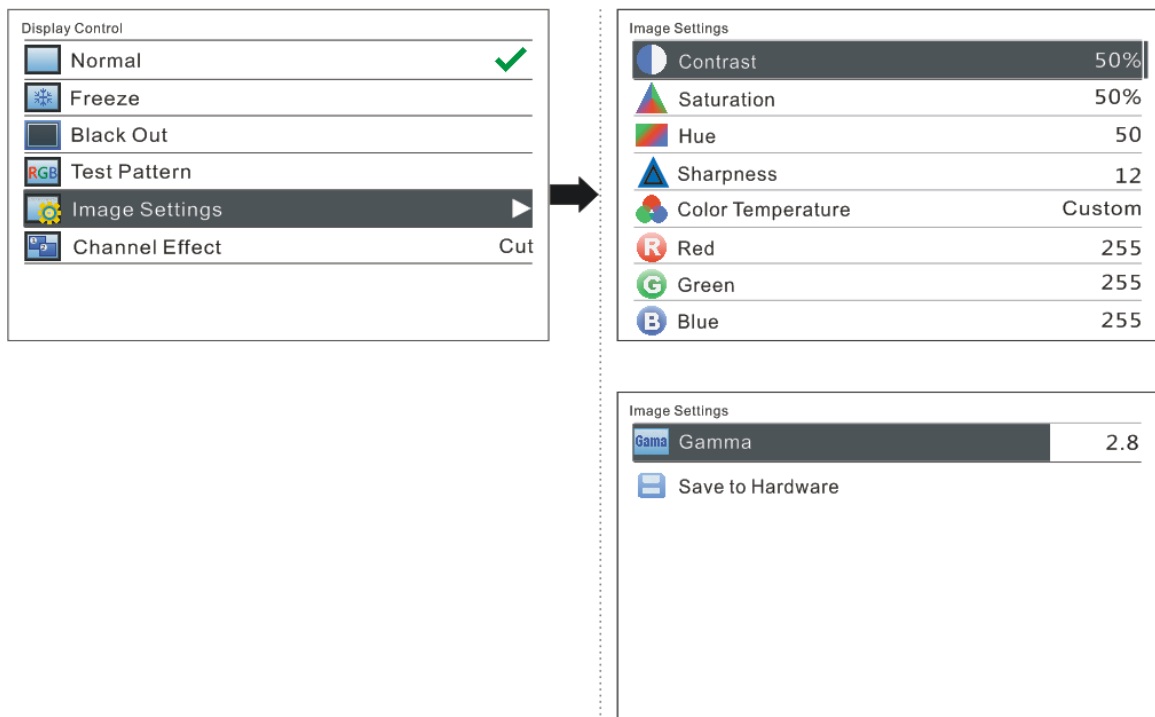 Display Control
Normal
Freeze
Black Out
RGB Test Pattern
Image Settings
1 2 Channel Effect Cut
Image Settings
Contrast 50%
Saturation 50%
Hue 50
Sharpness 12
Color Temperature Custom
R Red 255
G Green 255
B Blue 255
Image Settings
Gama Gamma 2.8
Save to Hardware